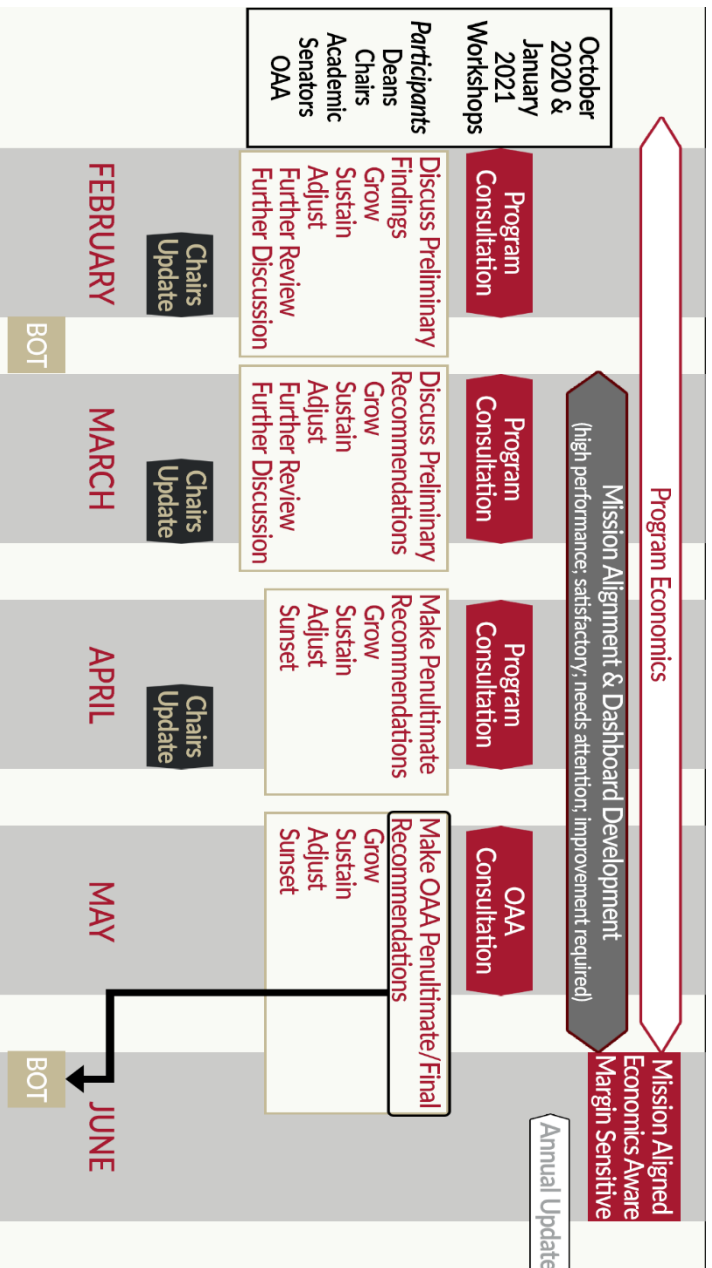 Program Economics
Mission Aligned
Economics Aware
Margin Sensitive
Mission Alignment & Dashboard Development
(high performance; satisfactory; needs attention; improvement required)
Annual Update
October
2020 &
January
2021
Workshops
Participants
Deans
Chairs
Academic
Senators
OAA
Program
Consultation
Program
Consultation
Program
Consultation
OAA
Consultation
Discuss Preliminary
Findings
Grow
Sustain
Adjust
Further Review
Further Discussion
Discuss Preliminary
Recommendations
Grow
Sustain
Adjust
Further Review
Further Discussion
Make Penultimate
Recommendations
Grow
Sustain
Adjust
Sunset
Make OAA Penultimate/Final
Recommendations
Grow
Sustain
Adjust
Sunset
Chairs
Update
Chairs
Update
Chairs
Update
FEBRUARY
MARCH
APRIL
MAY
JUNE
BOT
BOT